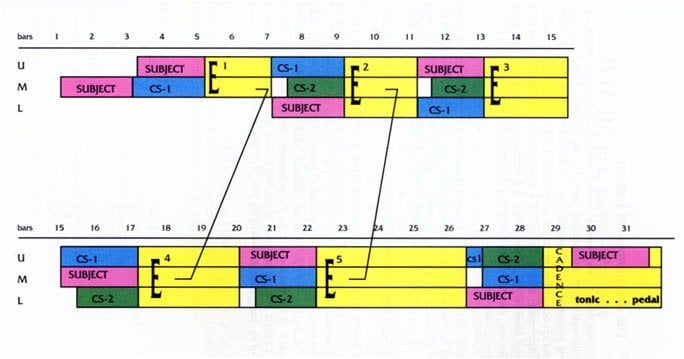 bars 1 2 3 4 5 6 7 8 9 10 11 12 13 14 15
U SUBJECT E 1 CS-1 E 2 SUBJECT E 3
M SUBJECT CS-1 CS-2 CS-2
L SUBJECT CS-1
bars 15 16 17 18 19 20 21 22 23 24 25 26 27 28 29 30 31
U CS-1 E 4 SUBJECT E 5 cs1 CS-2 CADENCE SUBJECT
M SUBJECT CS-1 CS-1
L CS-2 CS-2 SUBJECT tonic . . . pedal